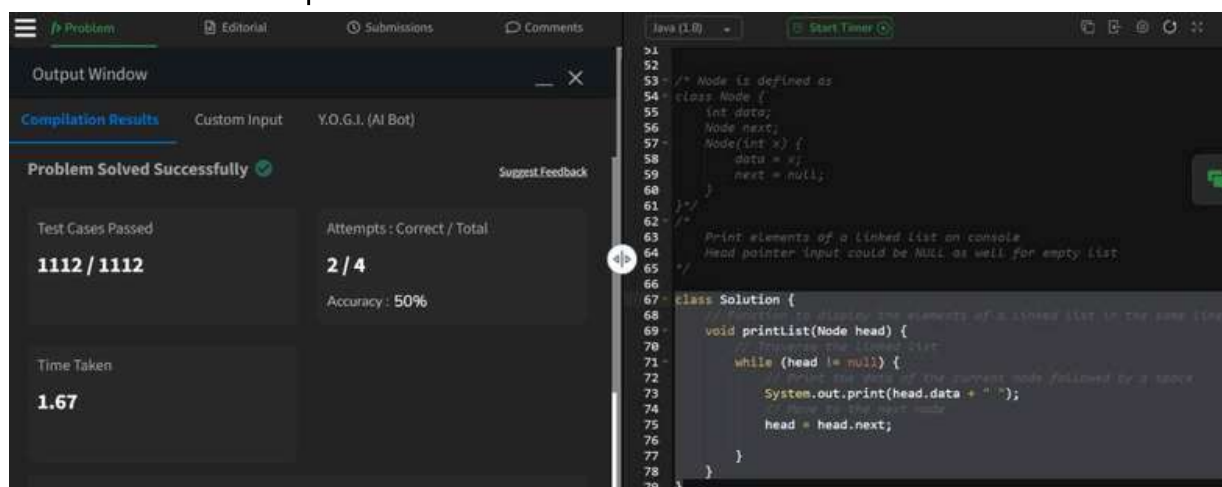 Problem
Editorial
Submissions
Comments
Output Window
Compilation Results
Custom Input
Y.O.G.I. (AI Bot)
Problem Solved Successfully
Suggest Feedback
Test Cases Passed
1112 / 1112
Attempts : Correct / Total
2 / 4
Accuracy : 50%
Time Taken
1.67
Java (1.8)
Start Timer
51
52
53 /* Node is defined as
54 class Node {
55 int data;
56 Node next;
57 Node(int x) {
58 data = x;
59 next = null;
60 }
61 }*/
62 /*
63 Print elements of a linked list on console
64 Head pointer input could be NULL as well for empty list
65 */
66
67 class Solution {
68 // Function to display the elements of a linked list in the same line
69 void printList(Node head) {
70 // Traverse the linked list
71 while (head != null) {
72 // Print the data of the current node followed by a space
73 System.out.print(head.data + " ");
74 // Move to the next node
75 head = head.next;
76
77 }
78 }
79 }